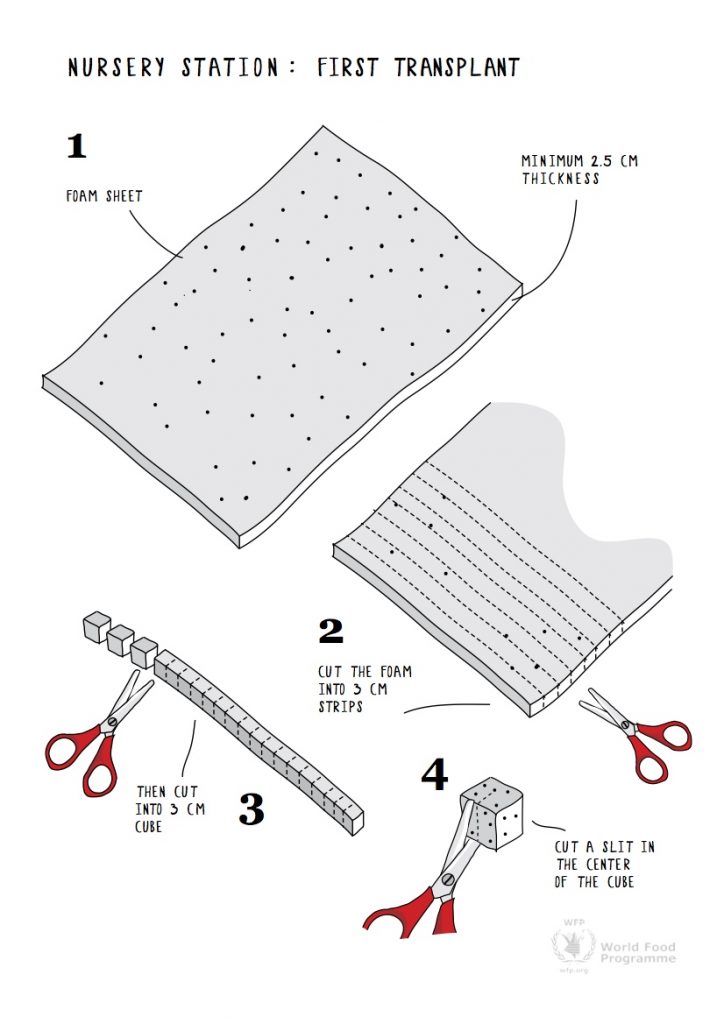 NURSERY STATION: FIRST TRANSPLANT
1
FOAM SHEET
MINIMUM 2.5 CM
THICKNESS
2
CUT THE FOAM
INTO 3 CM
STRIPS
3
THEN CUT
INTO 3 CM
CUBE
4
CUT A SLIT IN
THE CENTER
OF THE CUBE
WFP
wfp.org
World Food
Programme